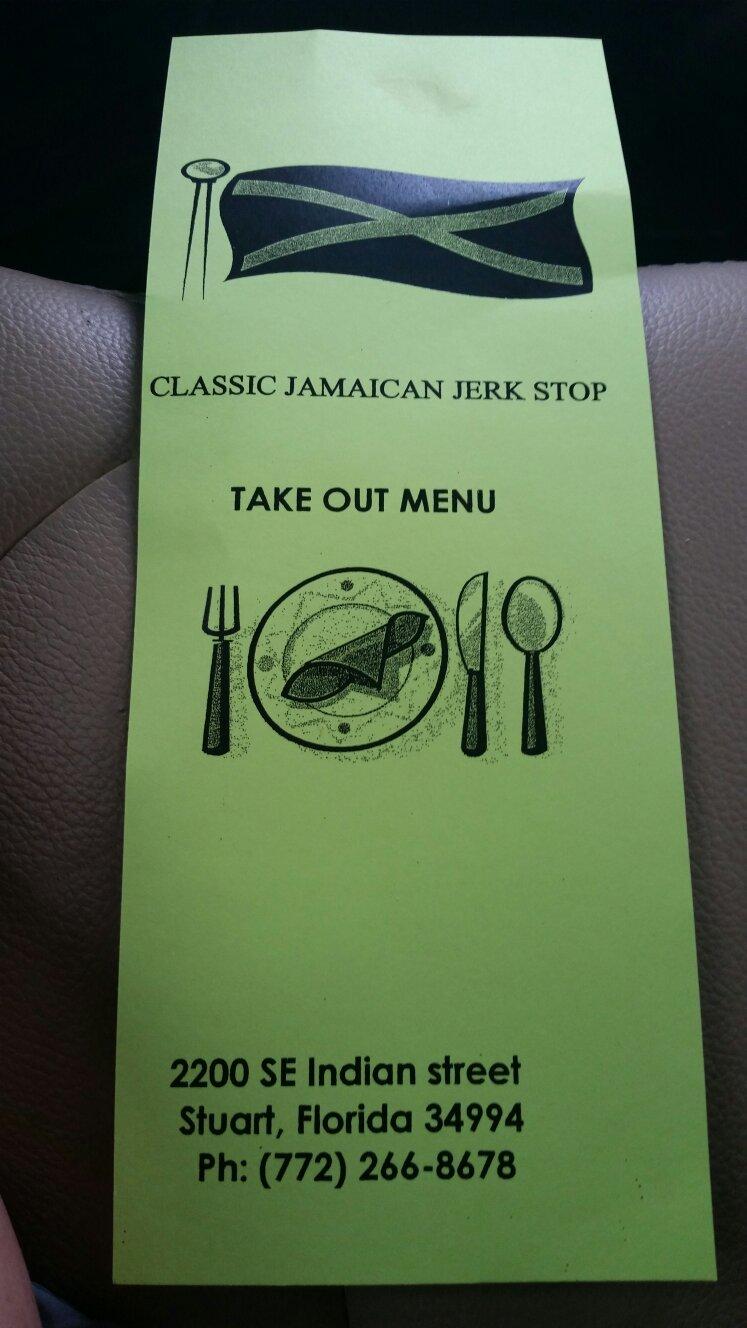 CLASSIC JAMAICAN JERK STOP
TAKE OUT MENU
2200 SE Indian street
Stuart, Florida 34994
Ph: (772) 266-8678